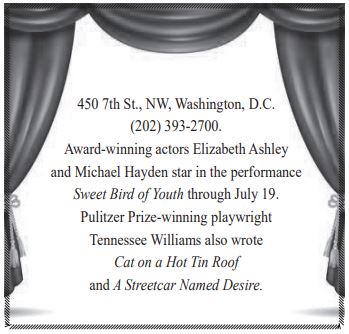 450 7th St., NW, Washington, D.C.
(202) 393-2700.
Award-winning actors Elizabeth Ashley
and Michael Hayden star in the performance
Sweet Bird of Youth through July 19.
Pulitzer Prize-winning playwright
Tennessee Williams also wrote
Cat on a Hot Tin Roof
and A Streetcar Named Desire.